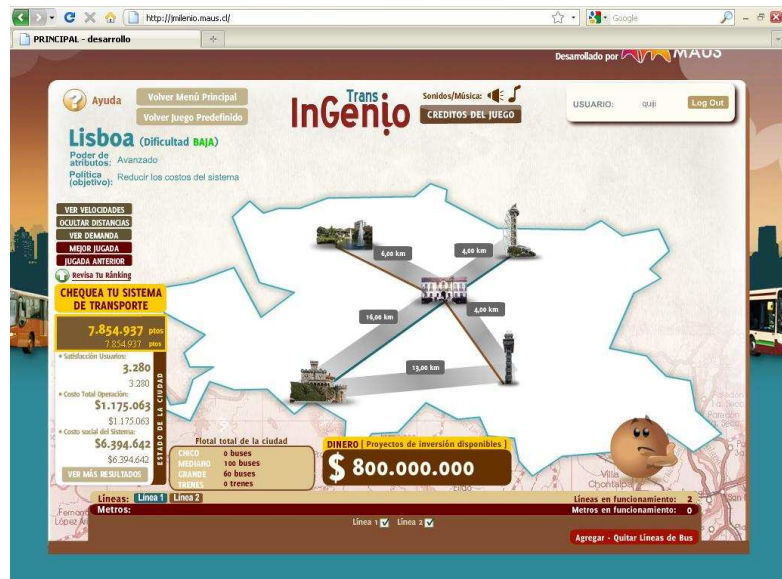 http://jmilenio.maus.cl/
Google
PRINCIPAL - desarrollo
Desarrollado por MAUS
Ayuda
Volver Menú Principal
Volver Juego Predefinido
Trans
InGenio
Sonidos/Música:
CREDITOS DEL JUEGO
USUARIO: quiji
Log Out
Lisboa (Dificultad BAJA)
Poder de atributos: Avanzado
Política (objetivo): Reducir los costos del sistema
VER VELOCIDADES
OCULTAR DISTANCIAS
VER DEMANDA
MEJOR JUGADA
JUGADA ANTERIOR
Revisa Tu Ránking
CHEQUEA TU SISTEMA
DE TRANSPORTE
7.854.937 ptos
7.854.937 ptos
• Satisfacción Usuarios:
3.280
3.280
• Costo Total Operación:
$1.175.063
$1.175.063
• Costo social del Sistema:
$6.394.642
$6.394.642
VER MÁS RESULTADOS
ESTADO DE LA CIUDAD
6,00 km
4,00 km
16,00 km
4,00 km
13,00 km
Flotal total de la ciudad
CHICO 0 buses
MEDIANO 100 buses
GRANDE 60 buses
TRENES 0 trenes
DINERO [ Proyectos de inversión disponibles ]
$ 800.000.000
Villa
Chontalpa
Paredon
Líneas: Línea 1 Línea 2
Líneas en funcionamiento: 2
Metros:
Metros en funcionamiento: 0
Línea 1 Línea 2
Agregar - Quitar Líneas de Bus